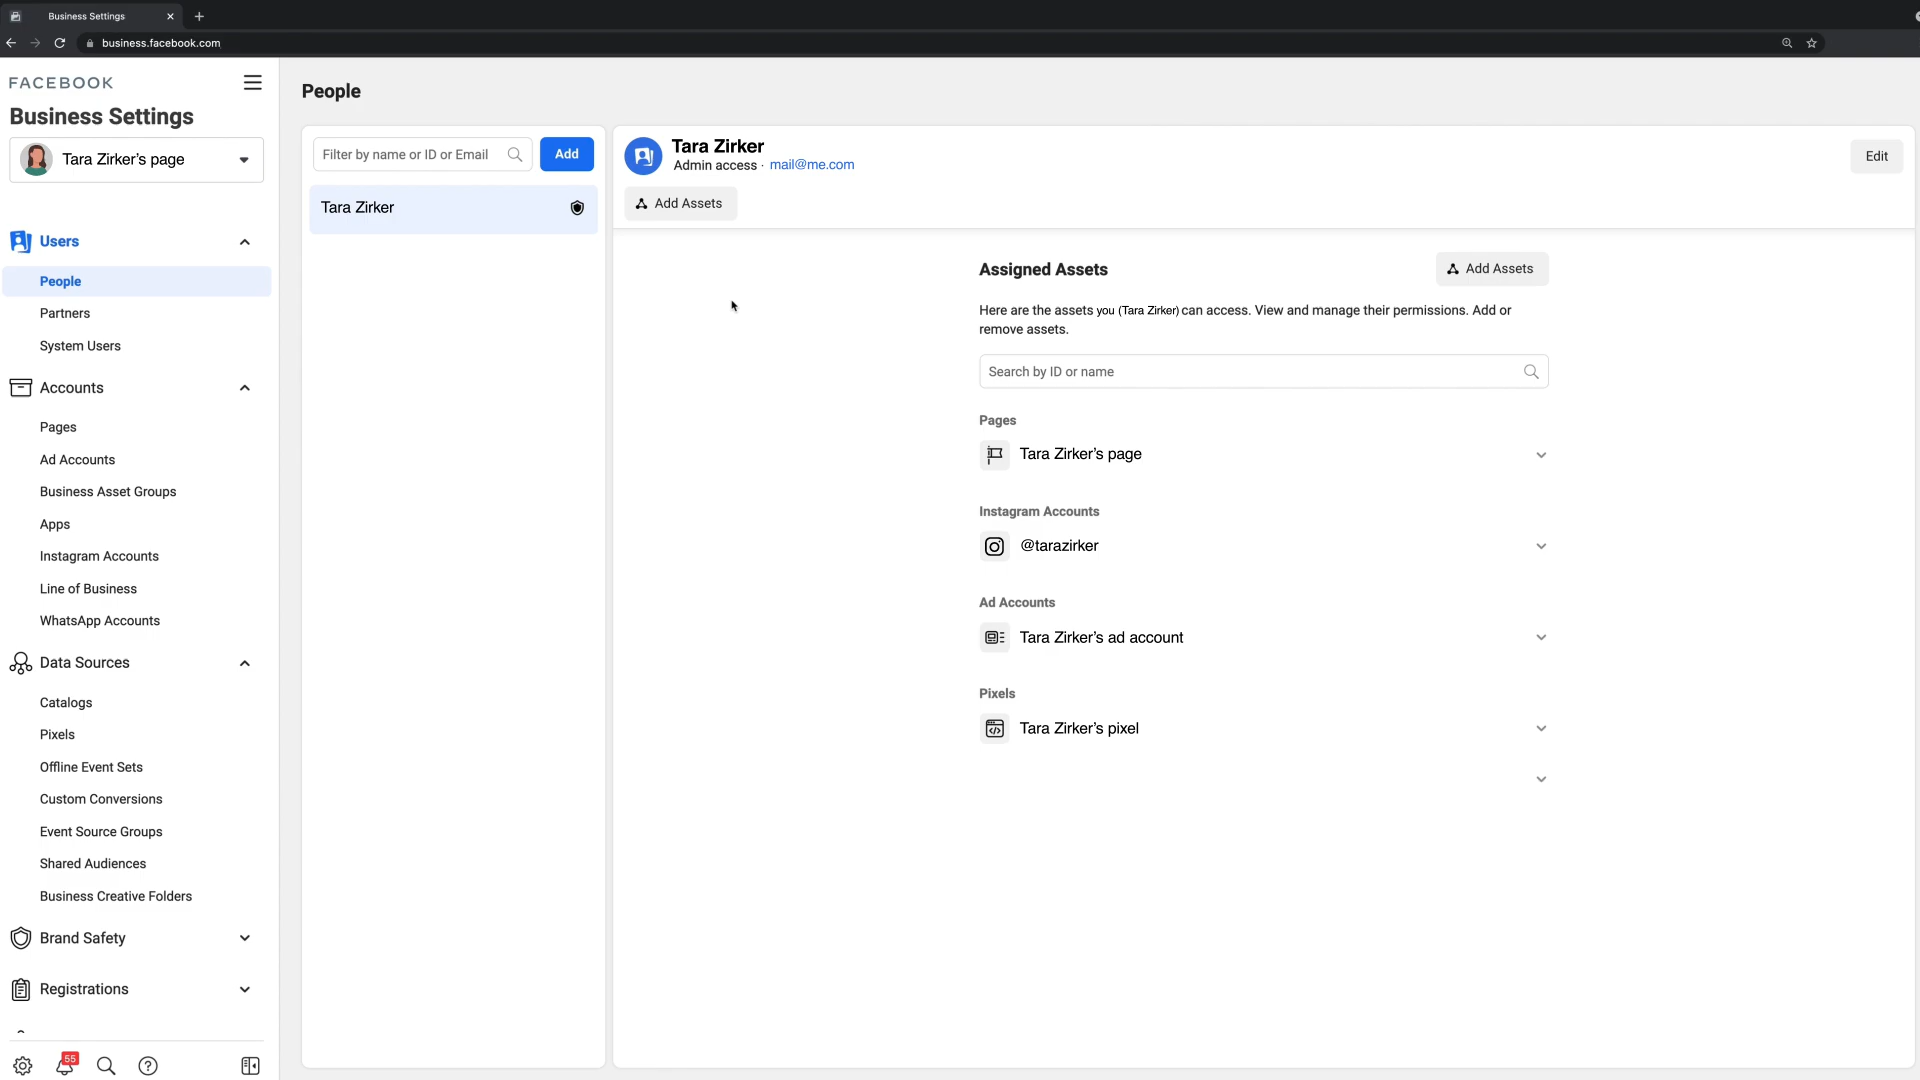 Business Settings
business.facebook.com
FACEBOOK
Business Settings
Tara Zirker's page
Users
People
Partners
System Users
Accounts
Pages
Ad Accounts
Business Asset Groups
Apps
Instagram Accounts
Line of Business
WhatsApp Accounts
Data Sources
Catalogs
Pixels
Offline Event Sets
Custom Conversions
Event Source Groups
Shared Audiences
Business Creative Folders
Brand Safety
Registrations
55
People
Filter by name or ID or Email
Add
Tara Zirker
Tara Zirker
Admin access · mail@me.com
Edit
Add Assets
Assigned Assets
Add Assets
Here are the assets you (Tara Zirker) can access. View and manage their permissions. Add or
remove assets.
Search by ID or name
Pages
Tara Zirker's page
Instagram Accounts
@tarazirker
Ad Accounts
Tara Zirker's ad account
Pixels
Tara Zirker's pixel